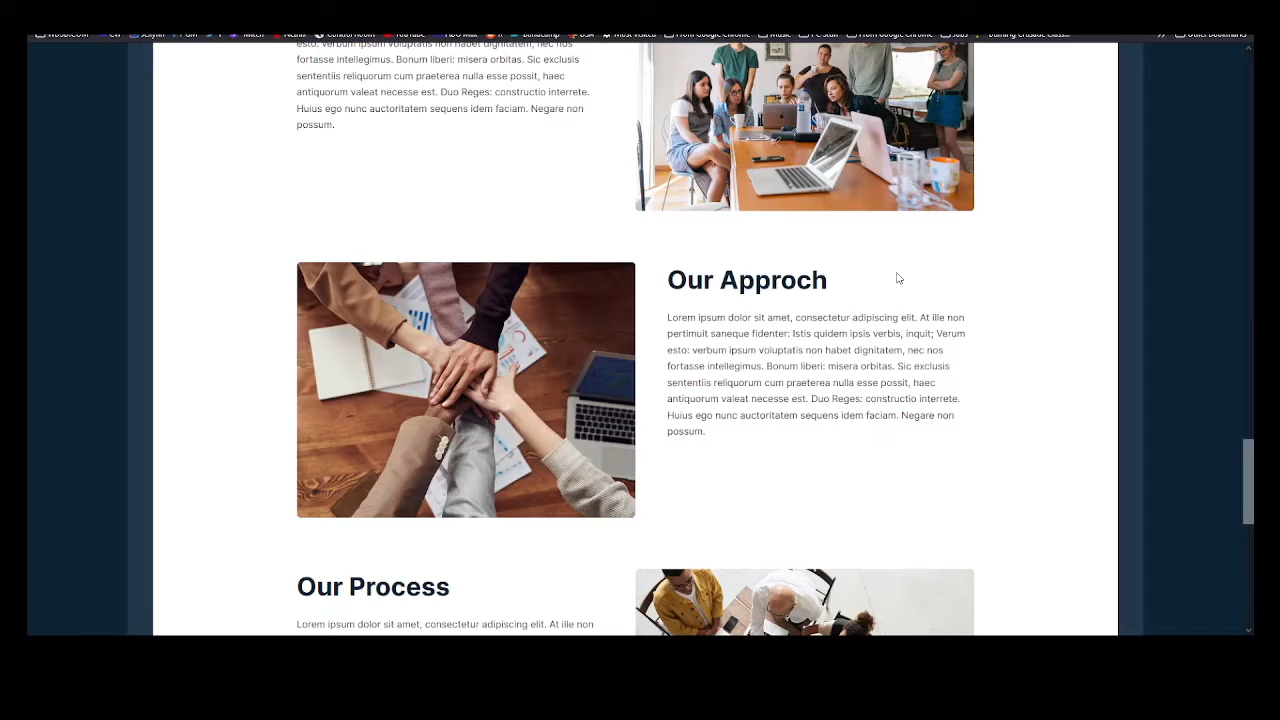 esto: verbum ipsum voluptatis non habet dignitatem, nec nos
fortasse intellegimus. Bonum liberi: misera orbitas. Sic exclusis
sententiis reliquorum cum praeterea nulla esse possit, haec
antiquorum valeat necesse est. Duo Reges: constructio interrete.
Huius ego nunc auctoritatem sequens idem faciam. Negare non
possum.
Our Approch
Lorem ipsum dolor sit amet, consectetur adipiscing elit. At ille non
pertimuit saneque fidenter: Istis quidem ipsis verbis, inquit; Verum
esto: verbum ipsum voluptatis non habet dignitatem, nec nos
fortasse intellegimus. Bonum liberi: misera orbitas. Sic exclusis
sententiis reliquorum cum praeterea nulla esse possit, haec
antiquorum valeat necesse est. Duo Reges: constructio interrete.
Huius ego nunc auctoritatem sequens idem faciam. Negare non
possum.
Our Process
Lorem ipsum dolor sit amet, consectetur adipiscing elit. At ille non